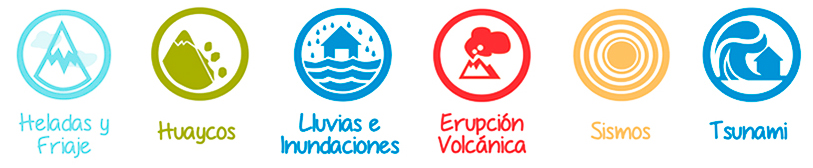 Heladas y
Friaje
Huaycos
Lluvias e
Inundaciones
Erupción
Volcánica
Sismos
Tsunami